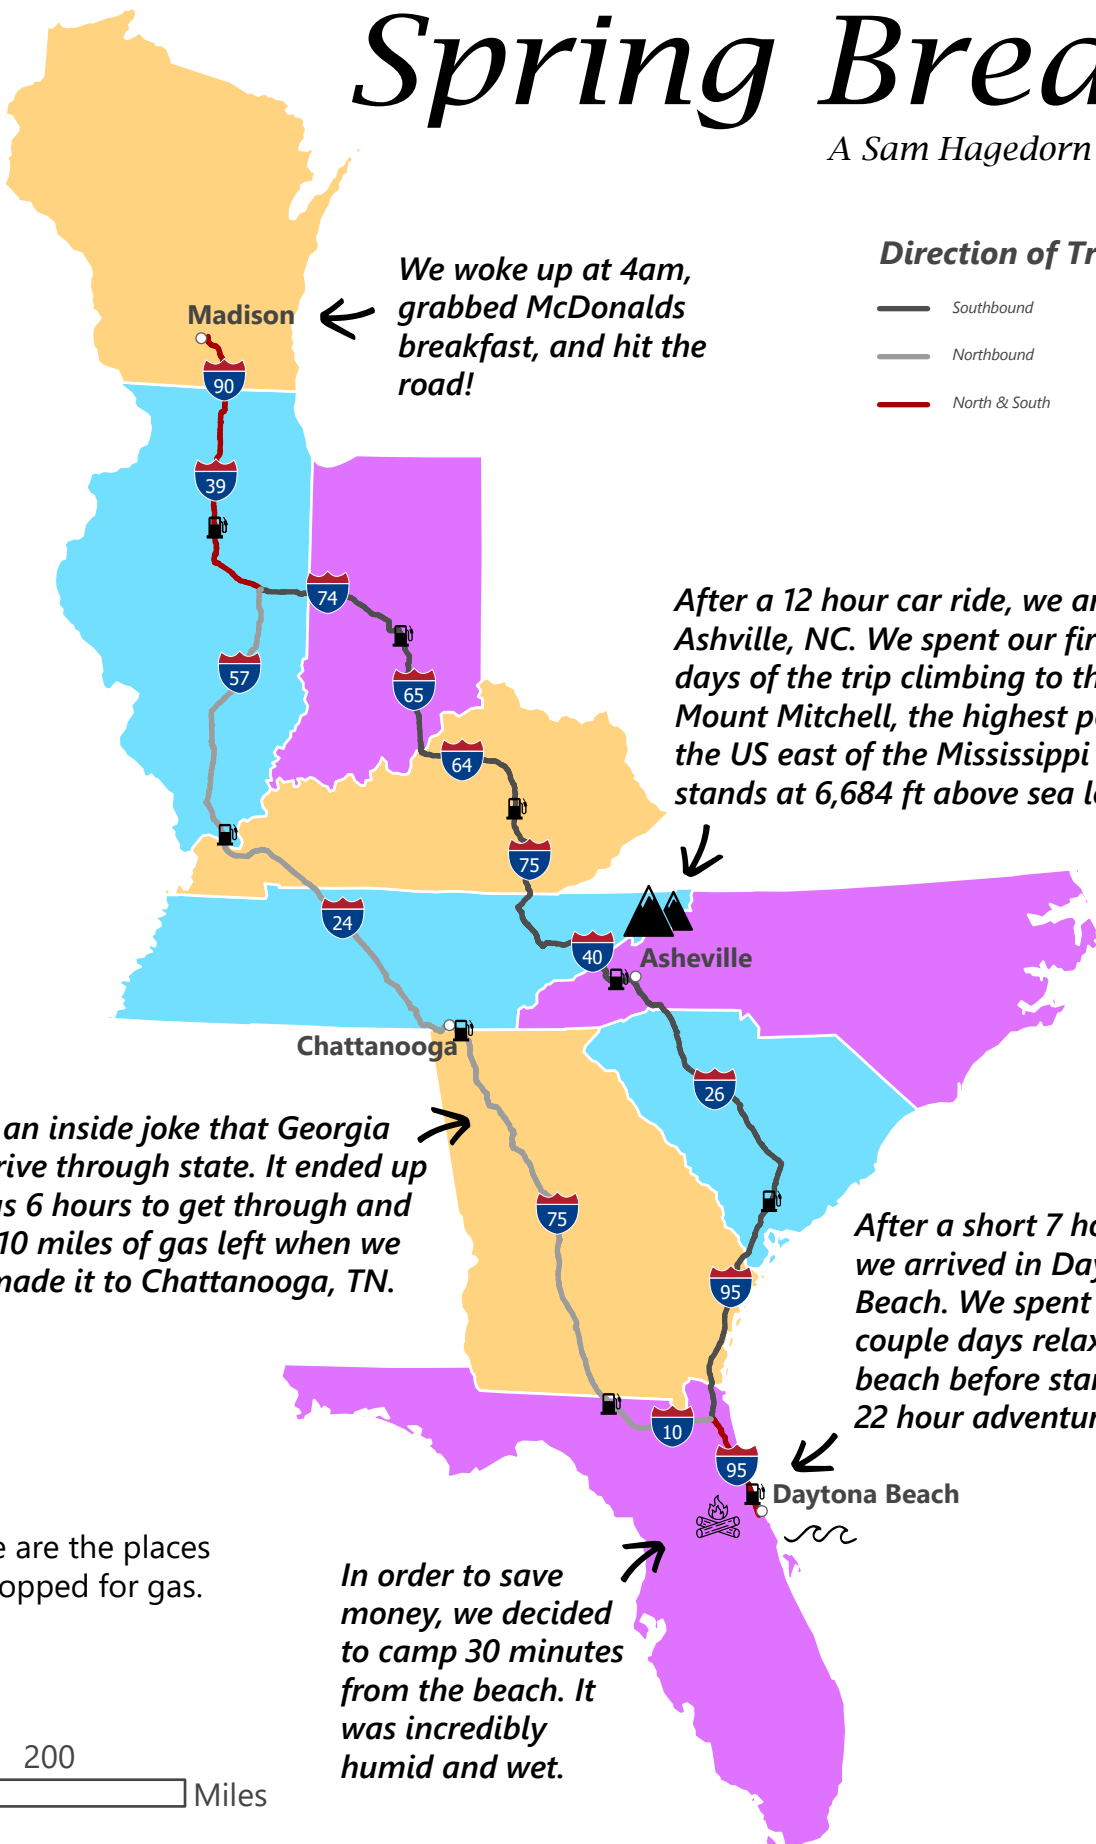 Spring Brea
A Sam Hagedorn
Direction of Tr
Southbound
Northbound
North & South
We woke up at 4am,
grabbed McDonalds
breakfast, and hit the
road!
Madison
90
39
74
57
65
64
75
24
40
After a 12 hour car ride, we ar
Ashville, NC. We spent our fir
days of the trip climbing to th
Mount Mitchell, the highest p
the US east of the Mississippi
stands at 6,684 ft above sea l
Asheville
Chattanooga
26
an inside joke that Georgia
rive through state. It ended up
us 6 hours to get through and
10 miles of gas left when we
made it to Chattanooga, TN.
75
95
After a short 7 ho
we arrived in Day
Beach. We spent
couple days relax
beach before star
22 hour adventur
10
95
Daytona Beach
e are the places
opped for gas.
In order to save
money, we decided
to camp 30 minutes
from the beach. It
was incredibly
humid and wet.
200
Miles